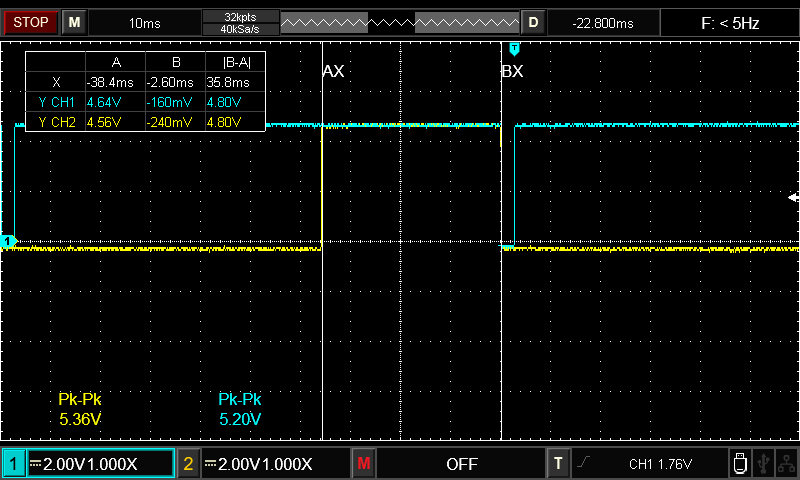 STOP M 10ms 32kpts D -22.800ms F: < 5Hz
40kSa/s
T
A B |B-A|
X -38.4ms -2.60ms 35.8ms
Y CH1 4.64V -160mV 4.80V
Y CH2 4.56V -240mV 4.80V
AX BX
1
Pk-Pk Pk-Pk
5.36V 5.20V
1 2.00V1.000X 2 2.00V1.000X M OFF T CH1 1.76V